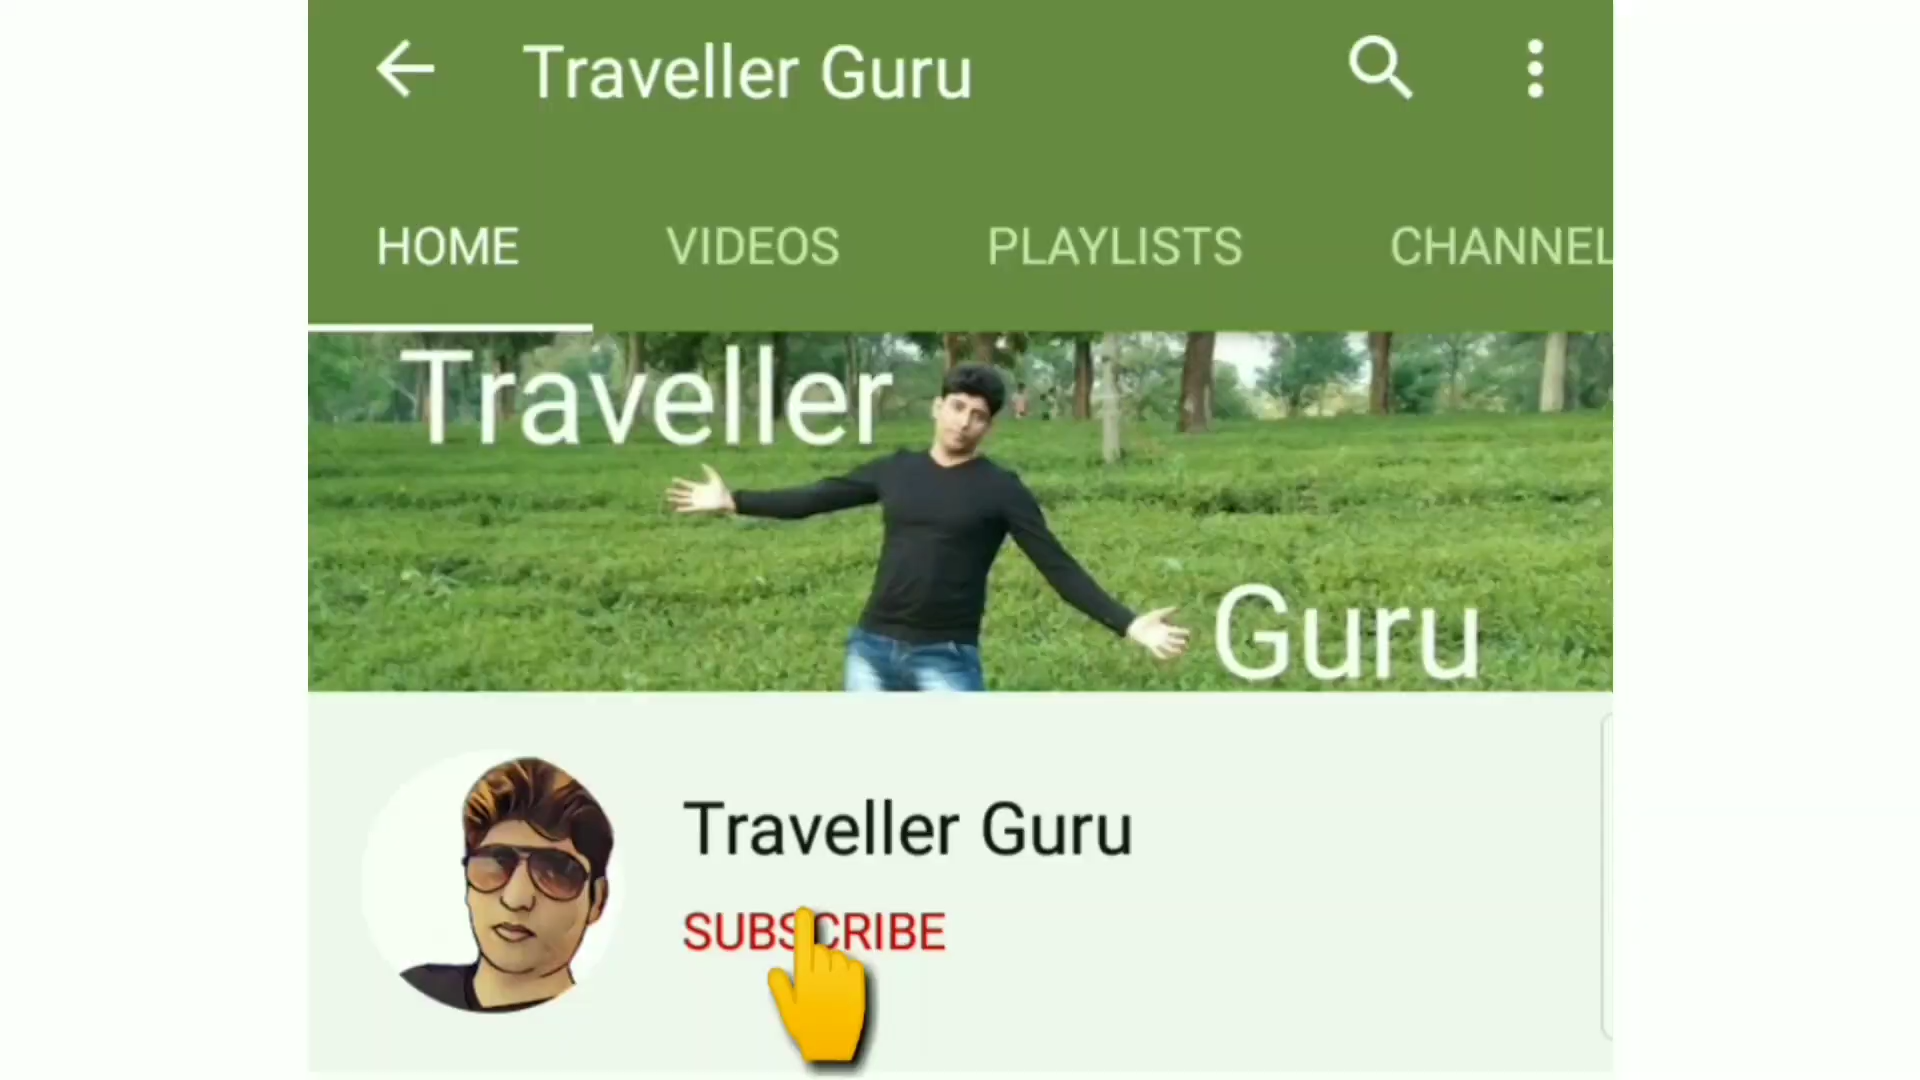 Traveller Guru
HOME VIDEOS PLAYLISTS CHANNEL
Traveller
Guru
Traveller Guru
SUBSCRIBE